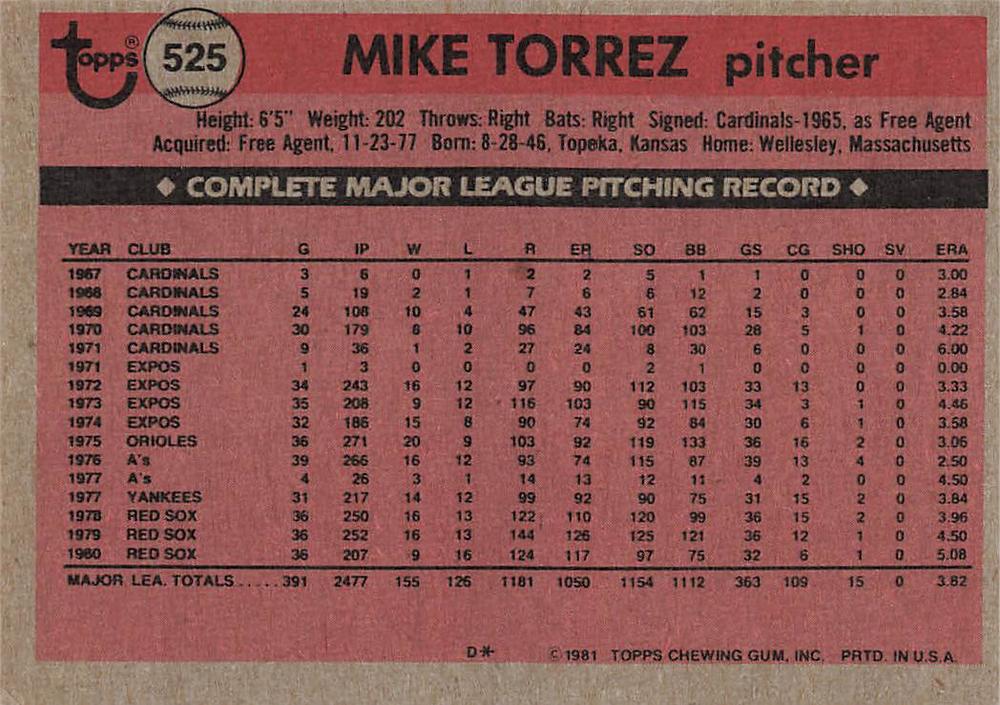 topps® 525 MIKE TORREZ pitcher
Height: 6'5" Weight: 202 Throws: Right Bats: Right Signed: Cardinals-1965, as Free Agent
Acquired: Free Agent, 11-23-77 Born: 8-28-46, Topeka, Kansas Home: Wellesley, Massachusetts
◆ COMPLETE MAJOR LEAGUE PITCHING RECORD ◆
YEAR CLUB G IP W L R ER SO BB GS CG SHO SV ERA
1967 CARDINALS 3 6 0 1 2 2 5 1 1 0 0 0 3.00
1968 CARDINALS 5 19 2 1 7 6 6 12 2 0 0 0 2.84
1969 CARDINALS 24 108 10 4 47 43 61 62 15 3 0 0 3.58
1970 CARDINALS 30 179 8 10 96 84 100 103 28 5 1 0 4.22
1971 CARDINALS 9 36 1 2 27 24 8 30 6 0 0 0 6.00
1971 EXPOS 1 3 0 0 0 0 2 1 0 0 0 0 0.00
1972 EXPOS 34 243 16 12 97 90 112 103 33 13 0 0 3.33
1973 EXPOS 35 208 9 12 116 103 90 115 34 3 1 0 4.46
1974 EXPOS 32 186 15 8 90 74 92 84 30 6 1 0 3.58
1975 ORIOLES 36 271 20 9 103 92 119 133 36 16 2 0 3.06
1976 A's 39 266 16 12 93 74 115 87 39 13 4 0 2.50
1977 A's 4 26 3 1 14 13 12 11 4 2 0 0 4.50
1977 YANKEES 31 217 14 12 99 92 90 75 31 15 2 0 3.84
1978 RED SOX 36 250 16 13 122 110 120 99 36 15 2 0 3.96
1979 RED SOX 36 252 16 13 144 126 125 121 36 12 1 0 4.50
1980 RED SOX 36 207 9 16 124 117 97 75 32 6 1 0 5.08
MAJOR LEA. TOTALS.....391 2477 155 126 1181 1050 1154 1112 363 109 15 0 3.82
D* © 1981 TOPPS CHEWING GUM, INC. PRTD. IN U.S.A.